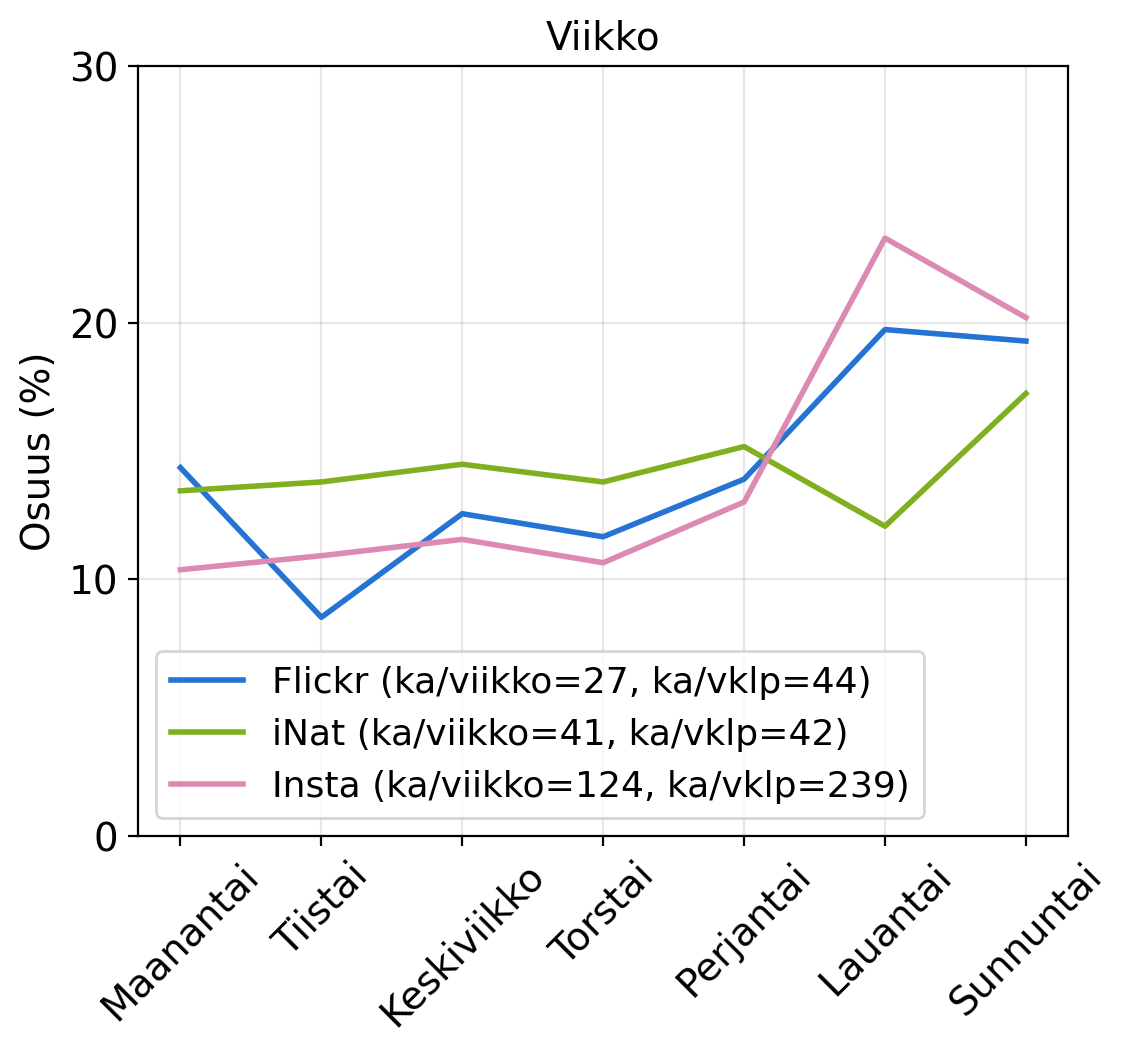 Viikko
30
20
10
0
Osuus (%)
Flickr (ka/viikko=27, ka/vklp=44)
iNat (ka/viikko=41, ka/vklp=42)
Insta (ka/viikko=124, ka/vklp=239)
Maanantai
Tiistai
Keskiviikko
Torstai
Perjantai
Lauantai
Sunnuntai